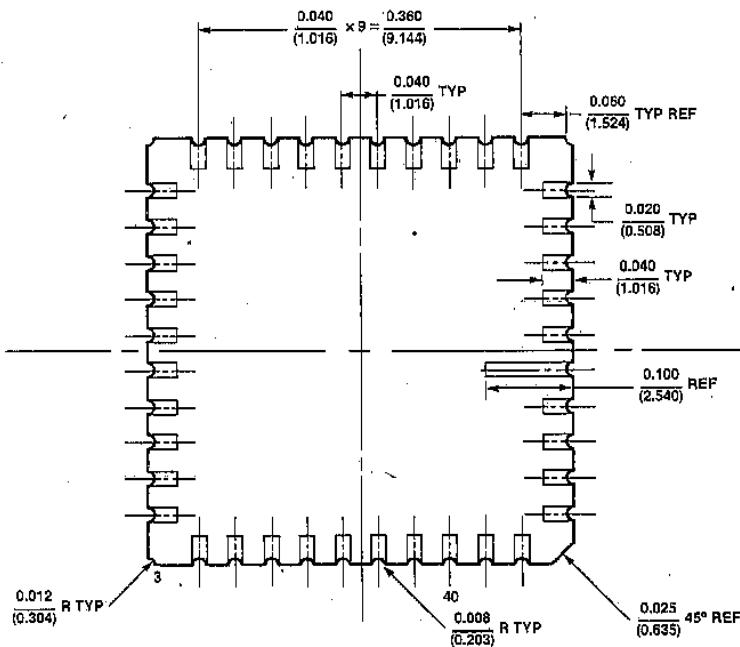 0.040
(1.016)
× 9 =
0.360
(9.144)
0.040
(1.016)
TYP
0.060
(1.524)
TYP REF
0.020
(0.508)
TYP
0.040
(1.016)
TYP
0.100
(2.540)
REF
3
40
0.012
(0.304)
R TYP
0.008
(0.203)
R TYP
0.025
(0.635)
45° REF